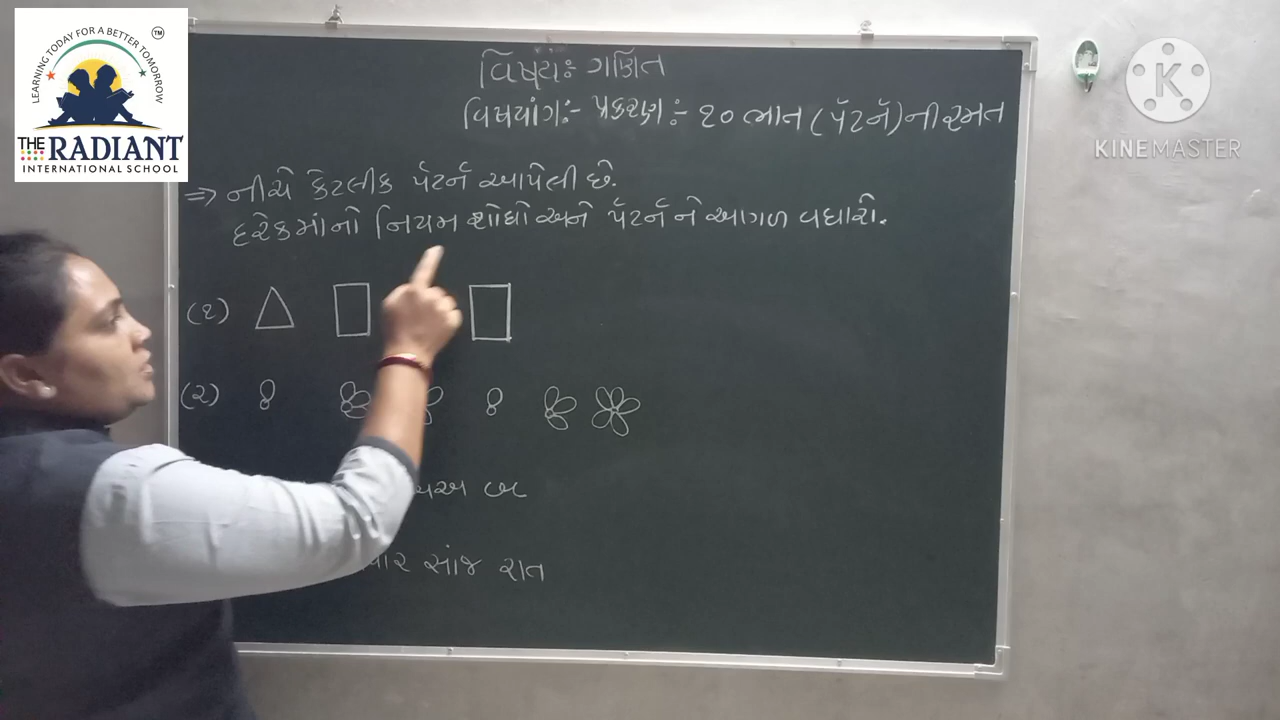 LEARNING TODAY FOR A BETTER TOMORROW
TM
THE RADIANT
INTERNATIONAL SCHOOL
K
KINEMASTER
વિષય:- ગણિત
વિષયાંગ:- પ્રકરણ:- ૧૦ ભાત (પૅટર્ન) ની રમત
⇒ નીચે કેટલીક પૅટર્ન આપેલી છે.
દરેકમાંનો નિયમ શોધો અને પૅટર્ન ને આગળ વધારો.
(૧)
(૨)
સાંજ રાત